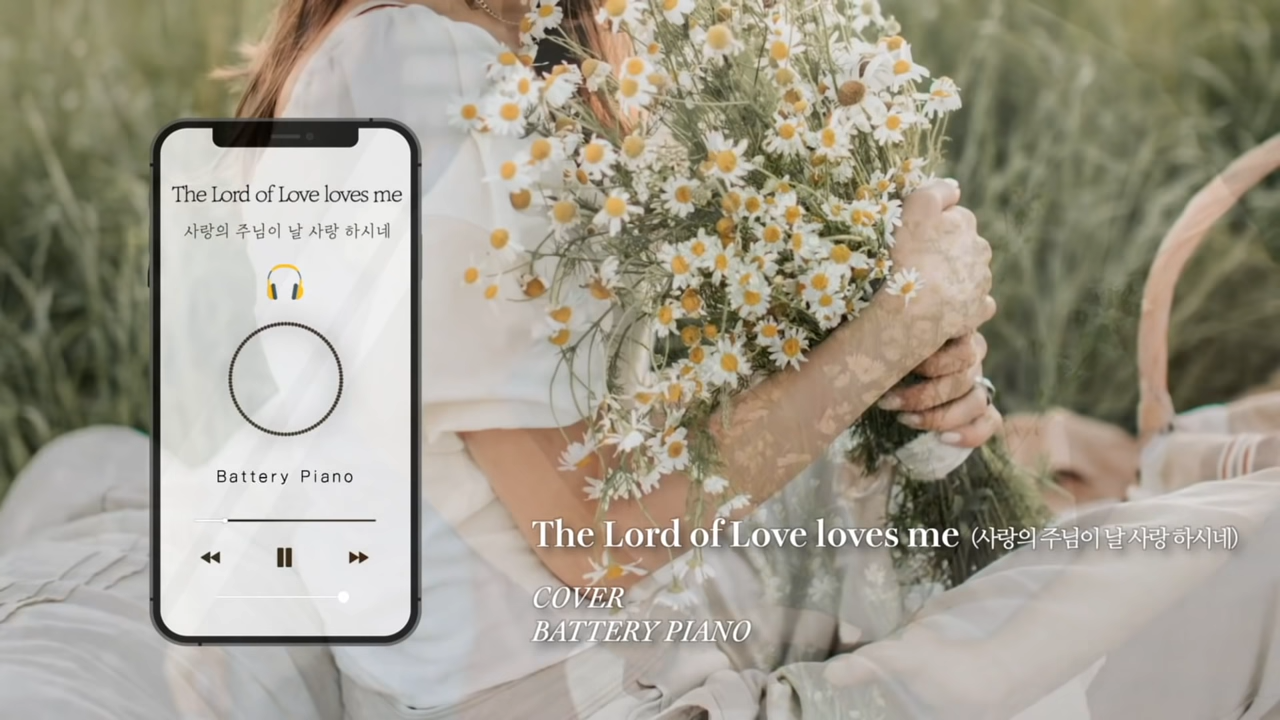 The Lord of Love loves me
사랑의 주님이 날 사랑 하시네
Battery Piano
The Lord of Love loves me (사랑의 주님이 날 사랑 하시네)
COVER
BATTERY PIANO